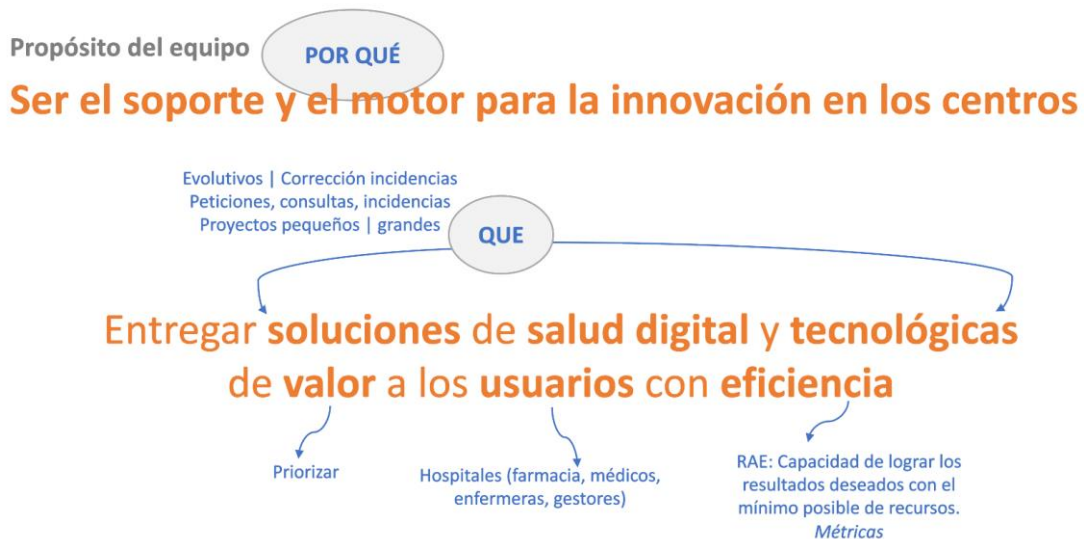 Propósito del equipo
POR QUÉ
Ser el soporte y el motor para la innovación en los centros
Evolutivos | Corrección incidencias
Peticiones, consultas, incidencias
Proyectos pequeños | grandes
QUE
Entregar soluciones de salud digital y tecnológicas
de valor a los usuarios con eficiencia
Priorizar
Hospitales (farmacia, médicos,
enfermeras, gestores)
RAE: Capacidad de lograr los
resultados deseados con el
mínimo posible de recursos.
Métricas